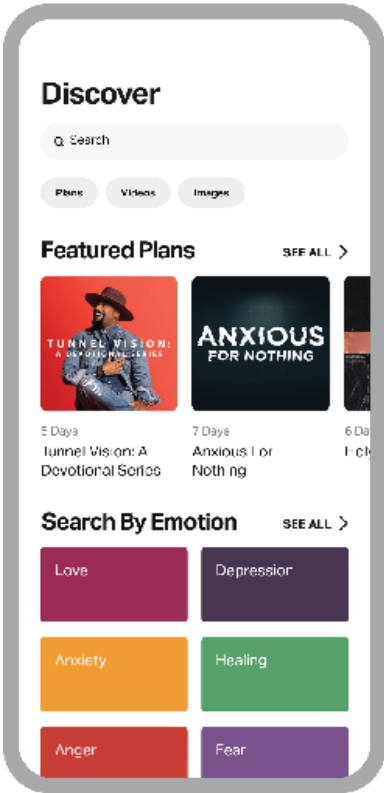 Discover
Search
Plans Videos Images
Featured Plans SEE ALL
TUNNEL VISION:
A DEVOTIONAL SERIES
ANXIOUS
FOR NOTHING
5 Days 7 Days 6 Da
Tunnel Vision: A Anxious For
Devotional Series Nothing
Search By Emotion SEE ALL
Love Depression
Anxiety Healing
Anger Fear